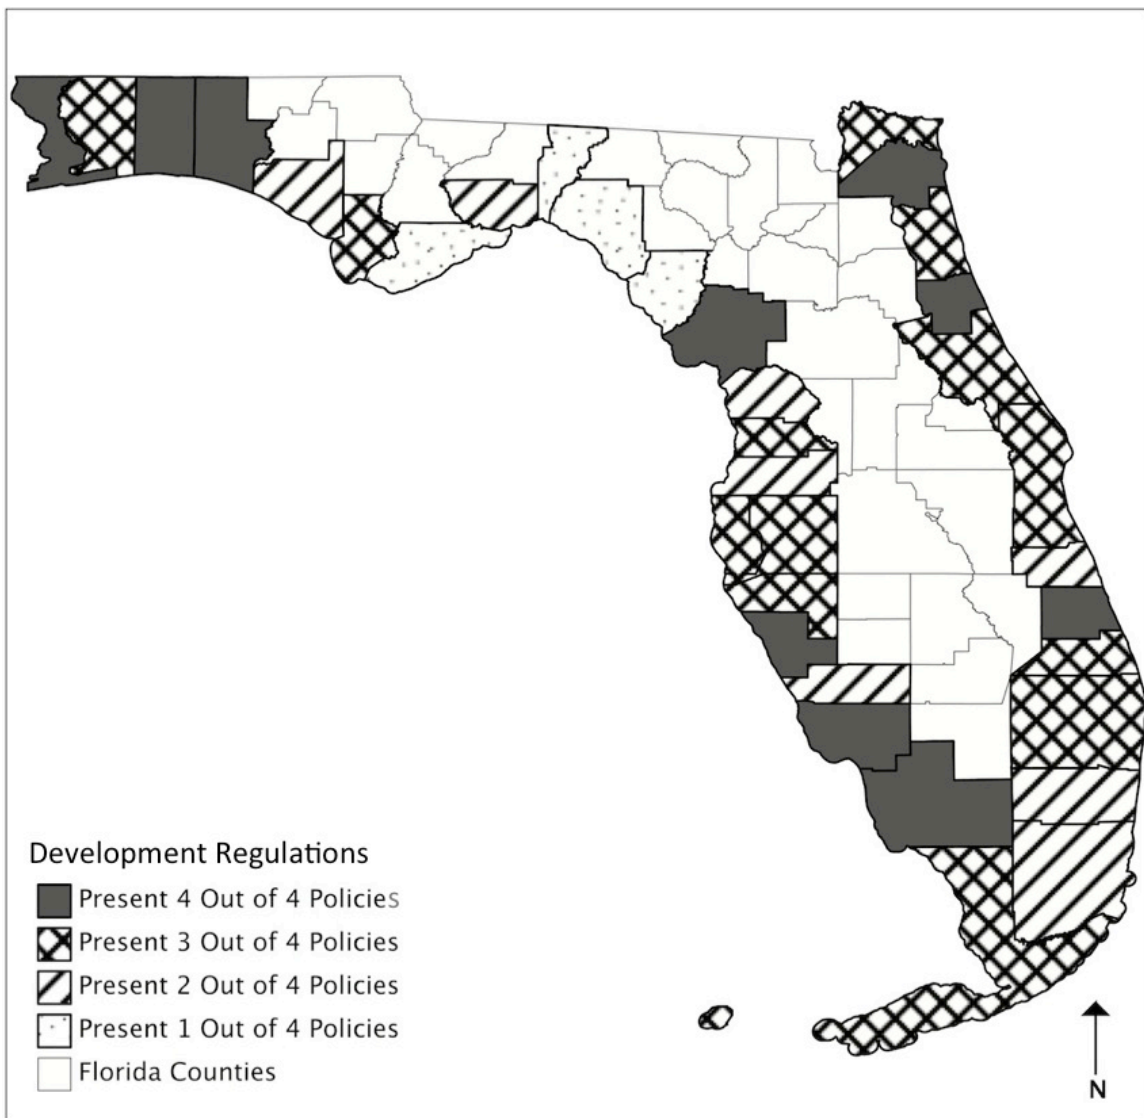 Development Regulations
Present 4 Out of 4 Policies
Present 3 Out of 4 Policies
Present 2 Out of 4 Policies
Present 1 Out of 4 Policies
Florida Counties
N